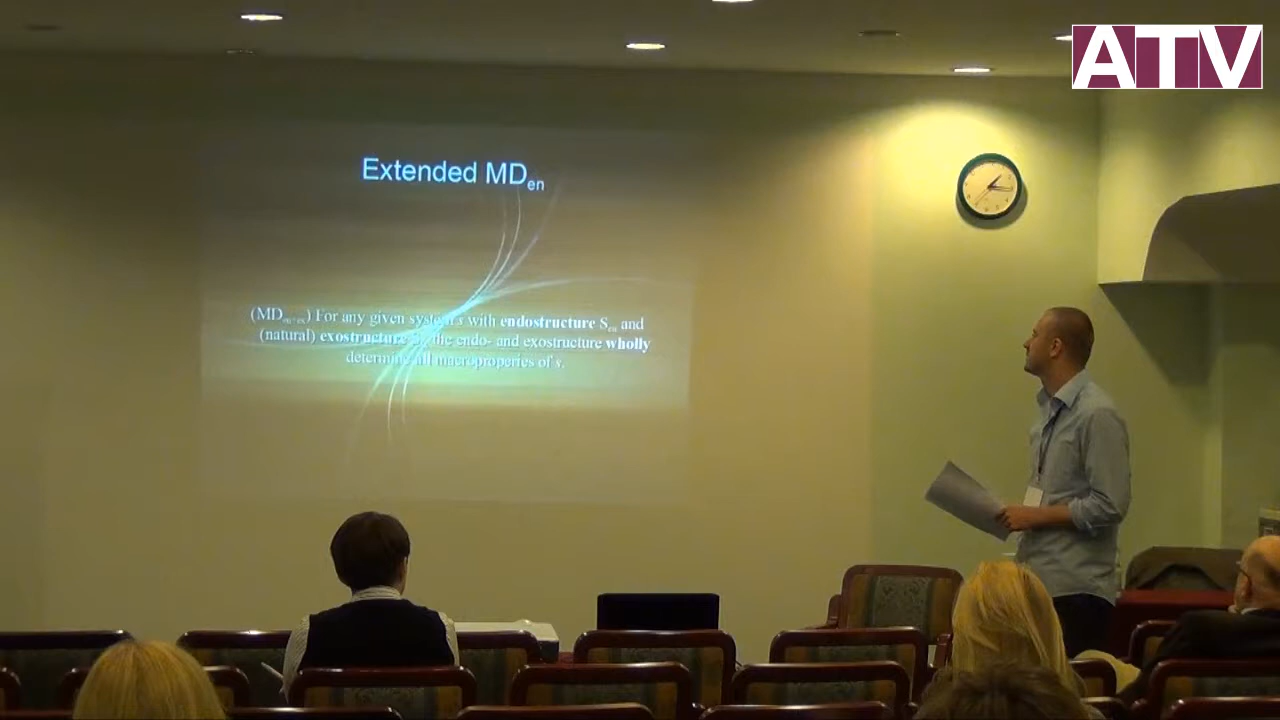 ATV
Extended MDen
(MDen+ex) For any given system s with endostructure Sen and
(natural) exostructure the endo- and exostructure wholly
determine all macroproperies of s.